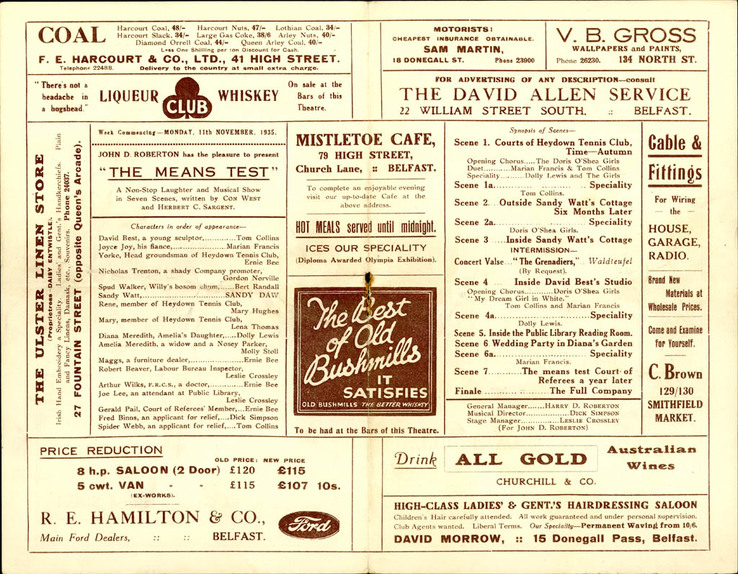 COAL
Harcourt Coal, 48/- Harcourt Nuts, 47/- Lothian Coal, 34/-
Harcourt Slack, 34/- Large Gas Coke, 38/6 Arley Nuts, 40/-
Diamond Orrell Coal, 44/- Queen Arley Coal, 40/-
Less One Shilling per ton Discount for Cash.
F. E. HARCOURT & CO., LTD., 41 HIGH STREET.
Telephone 22488. Delivery to the country at small extra charge.
"There's not a
headache in
a hogshead."
LIQUEUR CLUB WHISKEY
On sale at the
Bars of this
Theatre.
THE ULSTER LINEN STORE
(Proprietress—DAISY ENTWISTLE).
Irish Hand Embroidery a Speciality. Ladies' and Gent.'s Handkerchiefs. Plain
and Fancy Linens, Damask, etc., Souvenirs. Phone 24037.
27 FOUNTAIN STREET (opposite Queen's Arcade).
Week Commencing—MONDAY, 11th NOVEMBER, 1935.
JOHN D. ROBERTON has the pleasure to present
"THE MEANS TEST"
A Non-Stop Laughter and Musical Show
in Seven Scenes, written by CON WEST
and HERBERT C. SARGENT.
Characters in order of appearance—
David Best, a young sculptor,.........Tom Collins
Joyce Joy, his fiance,..................Marian Francis
Yorke, Head groundsman of Heydown Tennis Club,
Ernie Bee
Nicholas Trenton, a shady Company promoter,
Gordon Norville
Spud Walker, Willy's bosom chum,......Bert Randall
Sandy Watt,..............................SANDY DAW
Rene, member of Heydown Tennis Club,
Mary Hughes
Mary, member of Heydown Tennis Club,
Lena Thomas
Diana Meredith, Amelia's Daughter,.....Dolly Lewis
Amelia Meredith, a widow and a Nosey Parker,
Molly Stoll
Maggs, a furniture dealer,.................Ernie Bee
Robert Beaver, Labour Bureau Inspector,
Leslie Crossley
Arthur Wilks, F.R.C.S., a doctor,...........Ernie Bee
Joe Lee, an attendant at Public Library,
Leslie Crossley
Gerald Pail, Court of Referees' Member,...Ernie Bee
Fred Binns, an applicant for relief,....Dick Simpson
Spider Webb, an applicant for relief,....Tom Collins
PRICE REDUCTION
OLD PRICE: NEW PRICE
8 h.p. SALOON (2 Door) £120 £115
5 cwt. VAN - - £115 £107 10s.
(EX-WORKS).
R. E. HAMILTON & CO.,
Main Ford Dealers, :: :: BELFAST.
Ford
MISTLETOE CAFE,
79 HIGH STREET,
Church Lane, :: BELFAST.
To complete an enjoyable evening
visit our up-to-date Cafe at the
above address.
HOT MEALS served until midnight.
ICES OUR SPECIALITY
(Diploma Awarded Olympia Exhibition).
The Best
of Old
Bushmills
IT
SATISFIES
OLD BUSHMILLS THE BETTER WHISKY
To be had at the Bars of this Theatre.
MOTORISTS!
CHEAPEST INSURANCE OBTAINABLE.
SAM MARTIN,
18 DONEGALL ST. Phone 23900
V. B. GROSS
WALLPAPERS and PAINTS,
Phone 26230. 134 NORTH ST.
FOR ADVERTISING OF ANY DESCRIPTION—consult
THE DAVID ALLEN SERVICE
22 WILLIAM STREET SOUTH, :: BELFAST.
Synopsis of Scenes—
Scene 1. Courts of Heydown Tennis Club,
Time—Autumn
Opening Chorus....The Doris O'Shea Girls
Duet.........Marian Francis & Tom Collins
Speciality.......Dolly Lewis and The Girls
Scene 1a..............................Speciality
Tom Collins.
Scene 2. Outside Sandy Watt's Cottage
Six Months Later
Scene 2a..............................Speciality
Doris O'Shea Girls.
Scene 3 ...Inside Sandy Watt's Cottage
INTERMISSION—
Concert Valse "The Grenadiers," Waldteufel
(By Request).
Scene 4 Inside David Best's Studio
Opening Chorus.............Doris O'Shea Girls
"My Dream Girl in White."
Tom Collins and Marian Francis
Scene 4a..............................Speciality
Dolly Lewis.
Scene 5. Inside the Public Library Reading Room.
Scene 6 Wedding Party in Diana's Garden
Scene 6a..............................Speciality
Marian Francis.
Scene 7.........The means test Court of
Referees a year later
Finale .....................The Full Company
General Manager.......HARRY D. ROBERTON
Musical Director................DICK SIMPSON
Stage Manager.............LESLIE CROSSLEY
(For JOHN D. ROBERTON)
Cable &
Fittings
For Wiring
— the —
HOUSE,
GARAGE,
RADIO.
Brand New
Materials at
Wholesale Prices.
Come and Examine
for Yourself.
C. BROWN
129/130
SMITHFIELD
MARKET.
Drink ALL GOLD Australian
Wines
CHURCHILL & CO.
HIGH-CLASS LADIES' & GENT.'S HAIRDRESSING SALOON
Children's Hair carefully attended. All work guaranteed and under personal supervision.
Club Agents wanted. Liberal Terms. Our Speciality—Permanent Waving from 10/6.
DAVID MORROW, :: 15 Donegall Pass, Belfast.